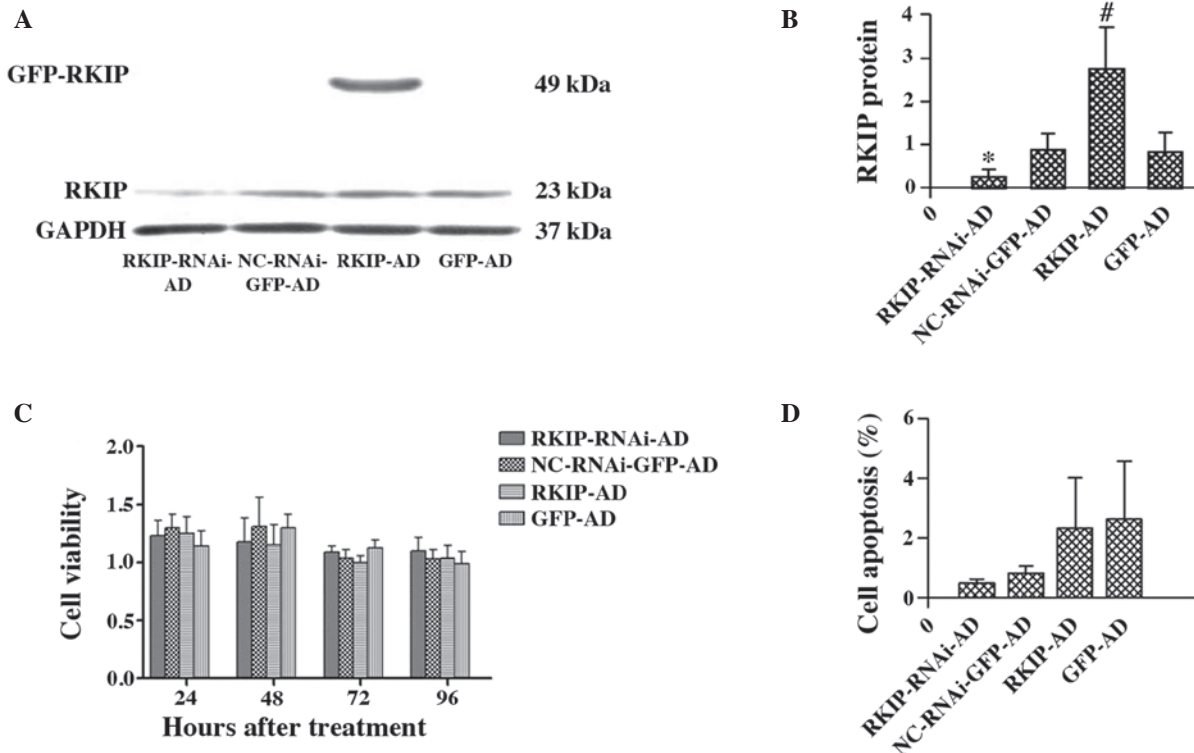 A
GFP-RKIP
49 kDa
RKIP
23 kDa
GAPDH
37 kDa
RKIP-RNAi-
AD
NC-RNAi-
GFP-AD
RKIP-AD
GFP-AD
B
RKIP protein
4
3
2
1
0
*
#
0
RKIP-RNAi-AD
NC-RNAi-GFP-AD
RKIP-AD
GFP-AD
C
Cell viability
2.0
1.5
1.0
0.5
0.0
24
48
72
96
Hours after treatment
RKIP-RNAi-AD
NC-RNAi-GFP-AD
RKIP-AD
GFP-AD
D
Cell apoptosis (%)
6
4
2
0
0
RKIP-RNAi-AD
NC-RNAi-GFP-AD
RKIP-AD
GFP-AD